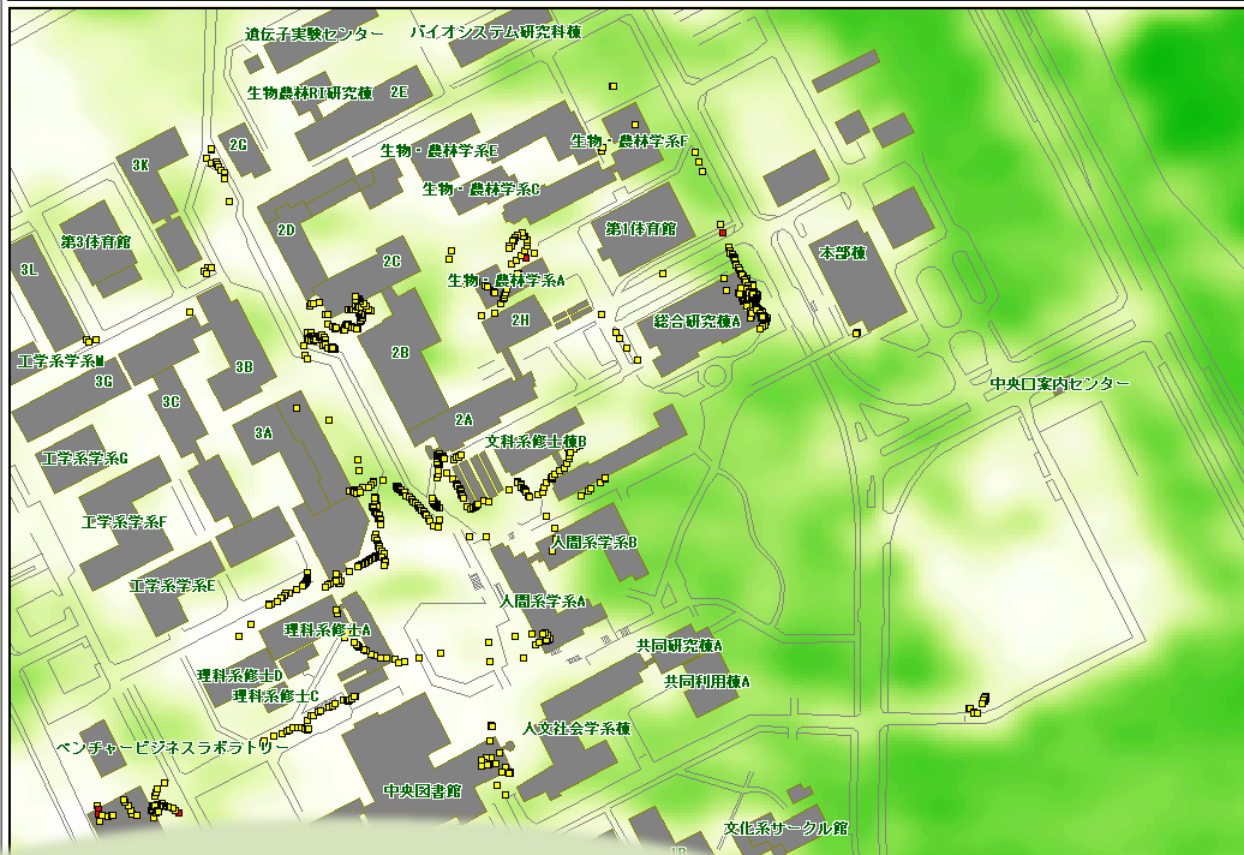 遺伝子実験センター
バイオシステム研究科棟
生物農林RI研究棟
2E
2G
3K
生物・農林学系F
生物・農林学系E
生物・農林学系C
2D
第1体育館
第3体育館
3L
2C
本部棟
生物・農林学系A
2H
総合研究棟A
2B
工学系学系M
3B
3G
中央口案内センター
3C
2A
3A
文科系修士棟B
工学系学系G
工学系学系F
人間系学系B
工学系学系E
人間系学系A
理科系修士A
共同研究棟A
理科系修士D
共同利用棟A
理科系修士C
人文社会学系棟
ベンチャービジネスラボラトリー
中央図書館
文化系サークル館